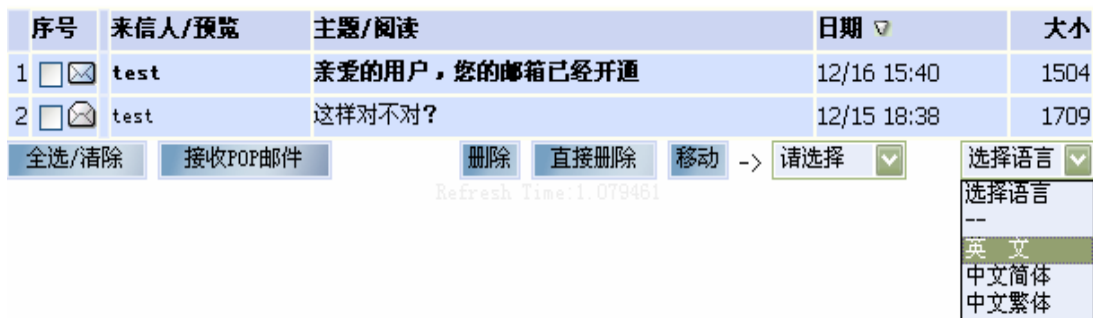 序号 来信人/预览 主题/阅读 日期 大小
1 test 亲爱的用户，您的邮箱已经开通 12/16 15:40 1504
2 test 这样对不对? 12/15 18:38 1709
全选/清除 接收POP邮件 删除 直接删除 移动 -> 请选择 选择语言
Refresh Time:1.079461
选择语言
--
英 文
中文简体
中文繁体